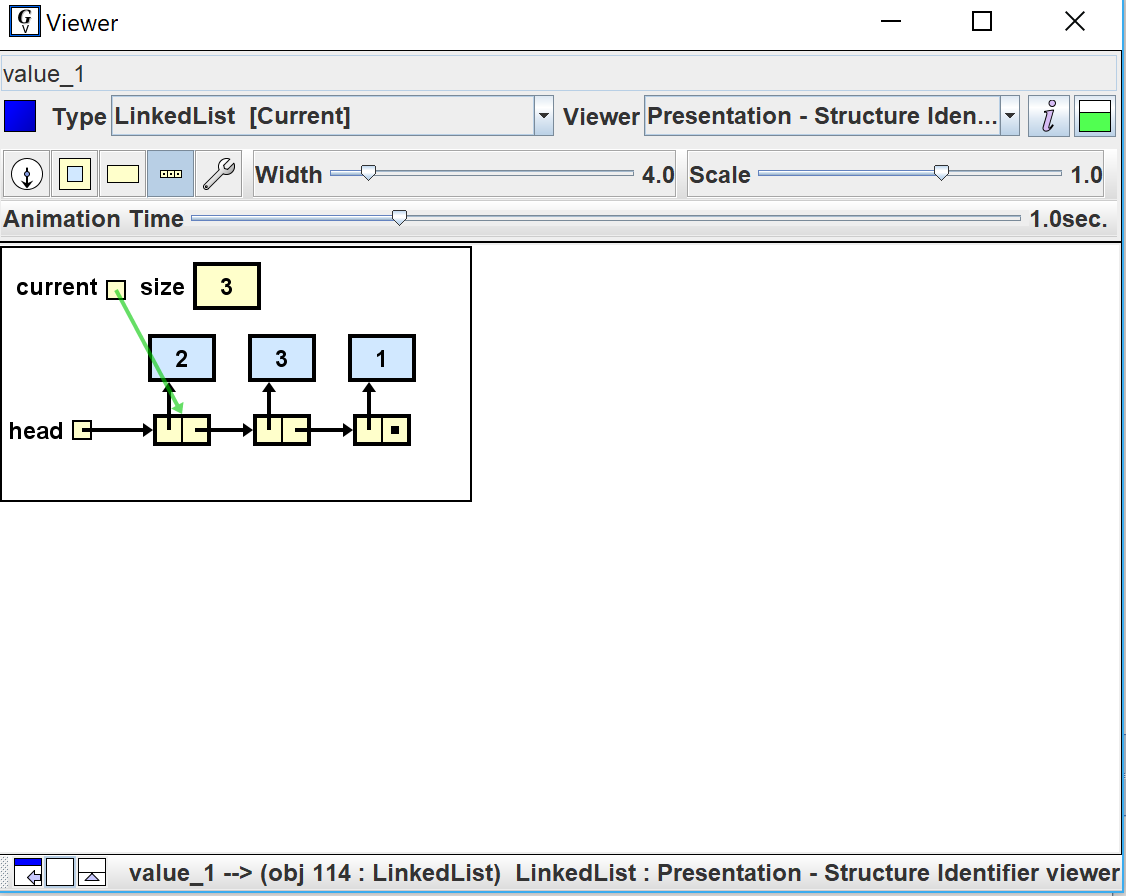 G
V
Viewer
value_1
Type LinkedList [Current] Viewer Presentation - Structure Iden... i
Width 4.0 Scale 1.0
Animation Time 1.0sec.
current size 3
2 3 1
head
value_1 --> (obj 114 : LinkedList) LinkedList : Presentation - Structure Identifier viewer